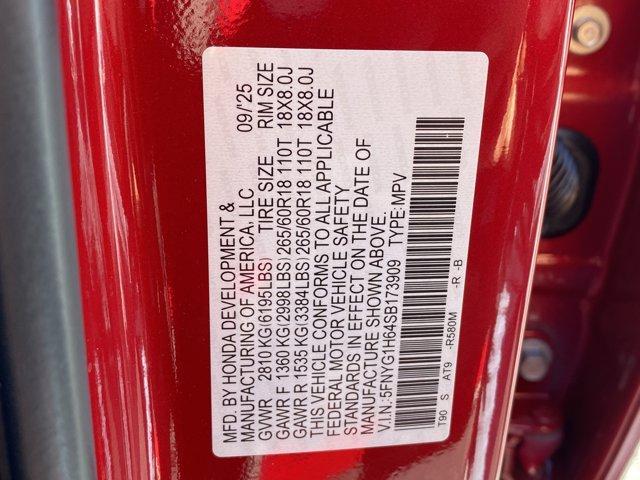 MFD. BY HONDA DEVELOPMENT &
MANUFACTURING OF AMERICA, LLC 09/'25
GVWR 2810 KG(6195LBS) TIRE SIZE RIM SIZE
GAWR F 1360 KG(2998LBS) 265/60R18 110T 18X8.0J
GAWR R 1535 KG(3384LBS) 265/60R18 110T 18X8.0J
THIS VEHICLE CONFORMS TO ALL APPLICABLE
FEDERAL MOTOR VEHICLE SAFETY
STANDARDS IN EFFECT ON THE DATE OF
MANUFACTURE SHOWN ABOVE.
V.I.N.: 5FNYG1H64SB173909 TYPE: MPV
T90 S AT9 -R580M -R -B